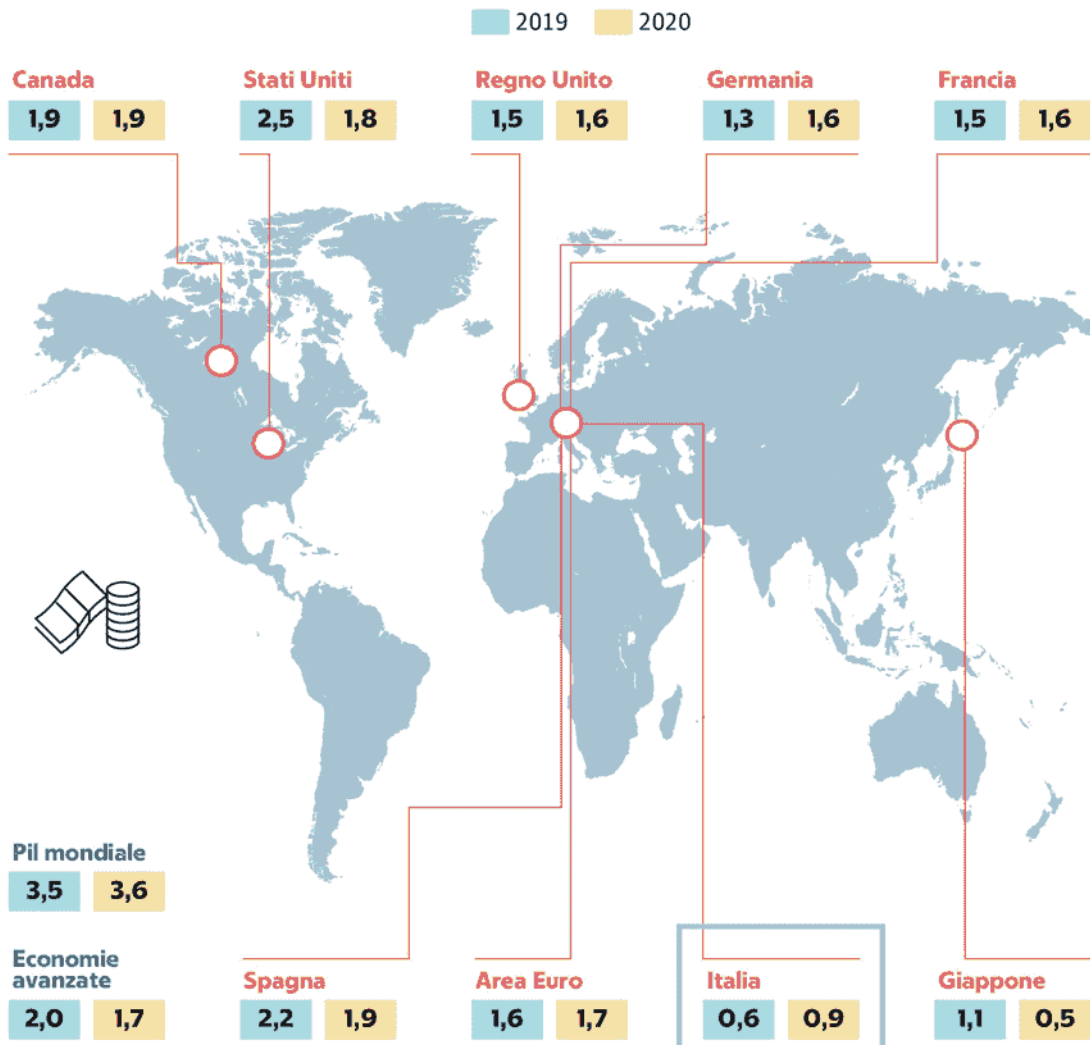 2019 2020
Canada Stati Uniti Regno Unito Germania Francia
1,9 1,9 2,5 1,8 1,5 1,6 1,3 1,6 1,5 1,6
Pil mondiale
3,5 3,6
Economie
avanzate Spagna Area Euro Italia Giappone
2,0 1,7 2,2 1,9 1,6 1,7 0,6 0,9 1,1 0,5